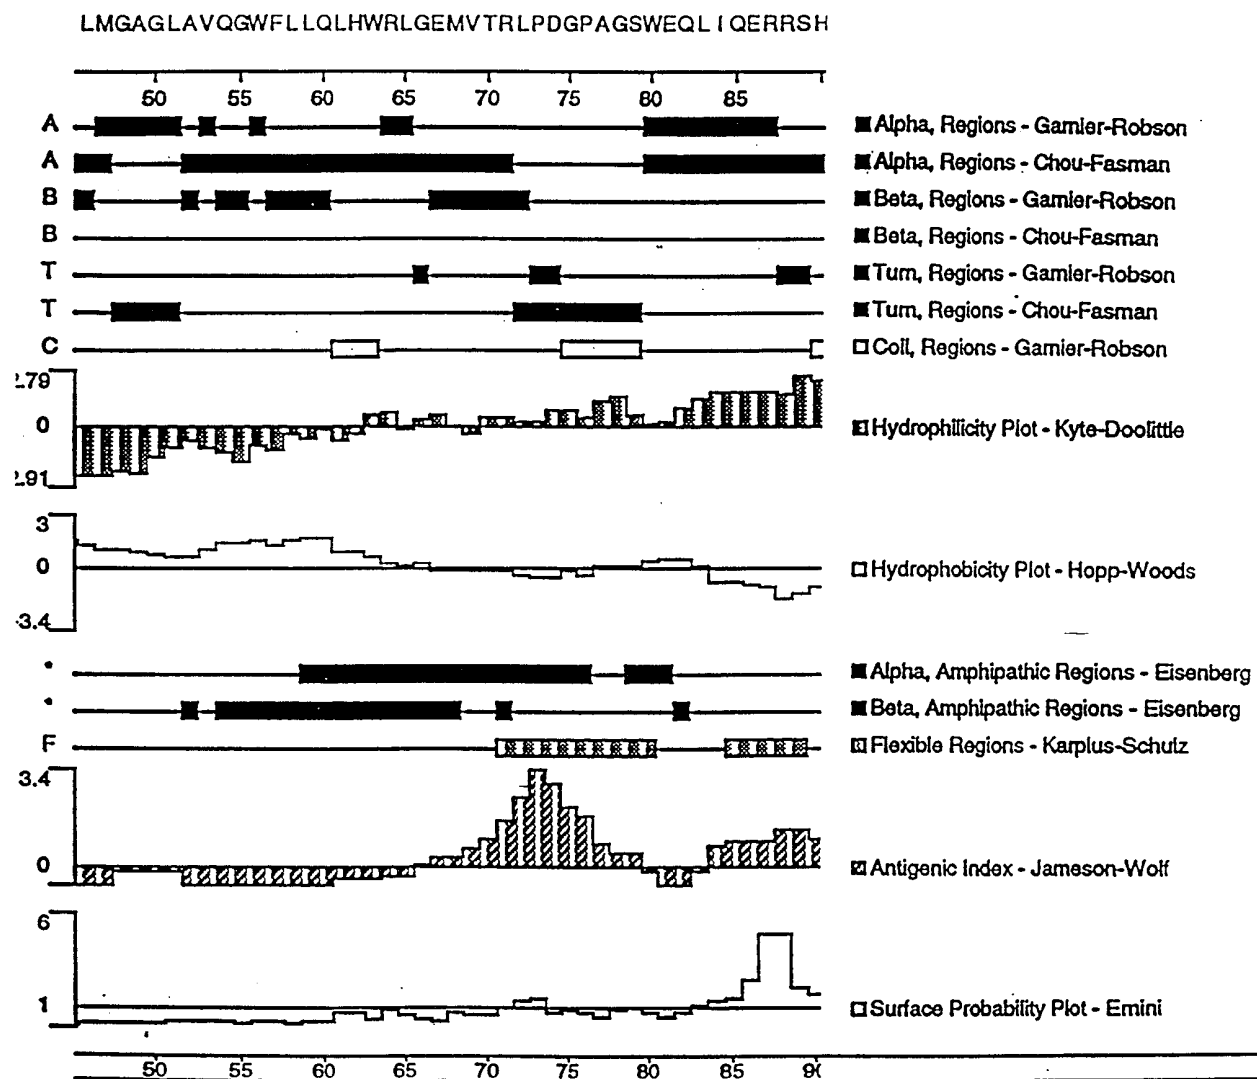 LMGAGLAVQGWFLLQLHWRLGEMVTRLPDGPAGSWEQLIQERRSH
50 55 60 65 70 75 80 85
A Alpha, Regions - Garnier-Robson
A Alpha, Regions - Chou-Fasman
B Beta, Regions - Garnier-Robson
B Beta, Regions - Chou-Fasman
T Turn, Regions - Garnier-Robson
T Turn, Regions - Chou-Fasman
C Coil, Regions - Garnier-Robson
2.79
0 Hydrophilicity Plot - Kyte-Doolittle
2.91
3
0 Hydrophobicity Plot - Hopp-Woods
-3.4
* Alpha, Amphipathic Regions - Eisenberg
* Beta, Amphipathic Regions - Eisenberg
F Flexible Regions - Karplus-Schulz
3.4
0 Antigenic Index - Jameson-Wolf
6
1 Surface Probability Plot - Emini
50 55 60 65 70 75 80 85 90